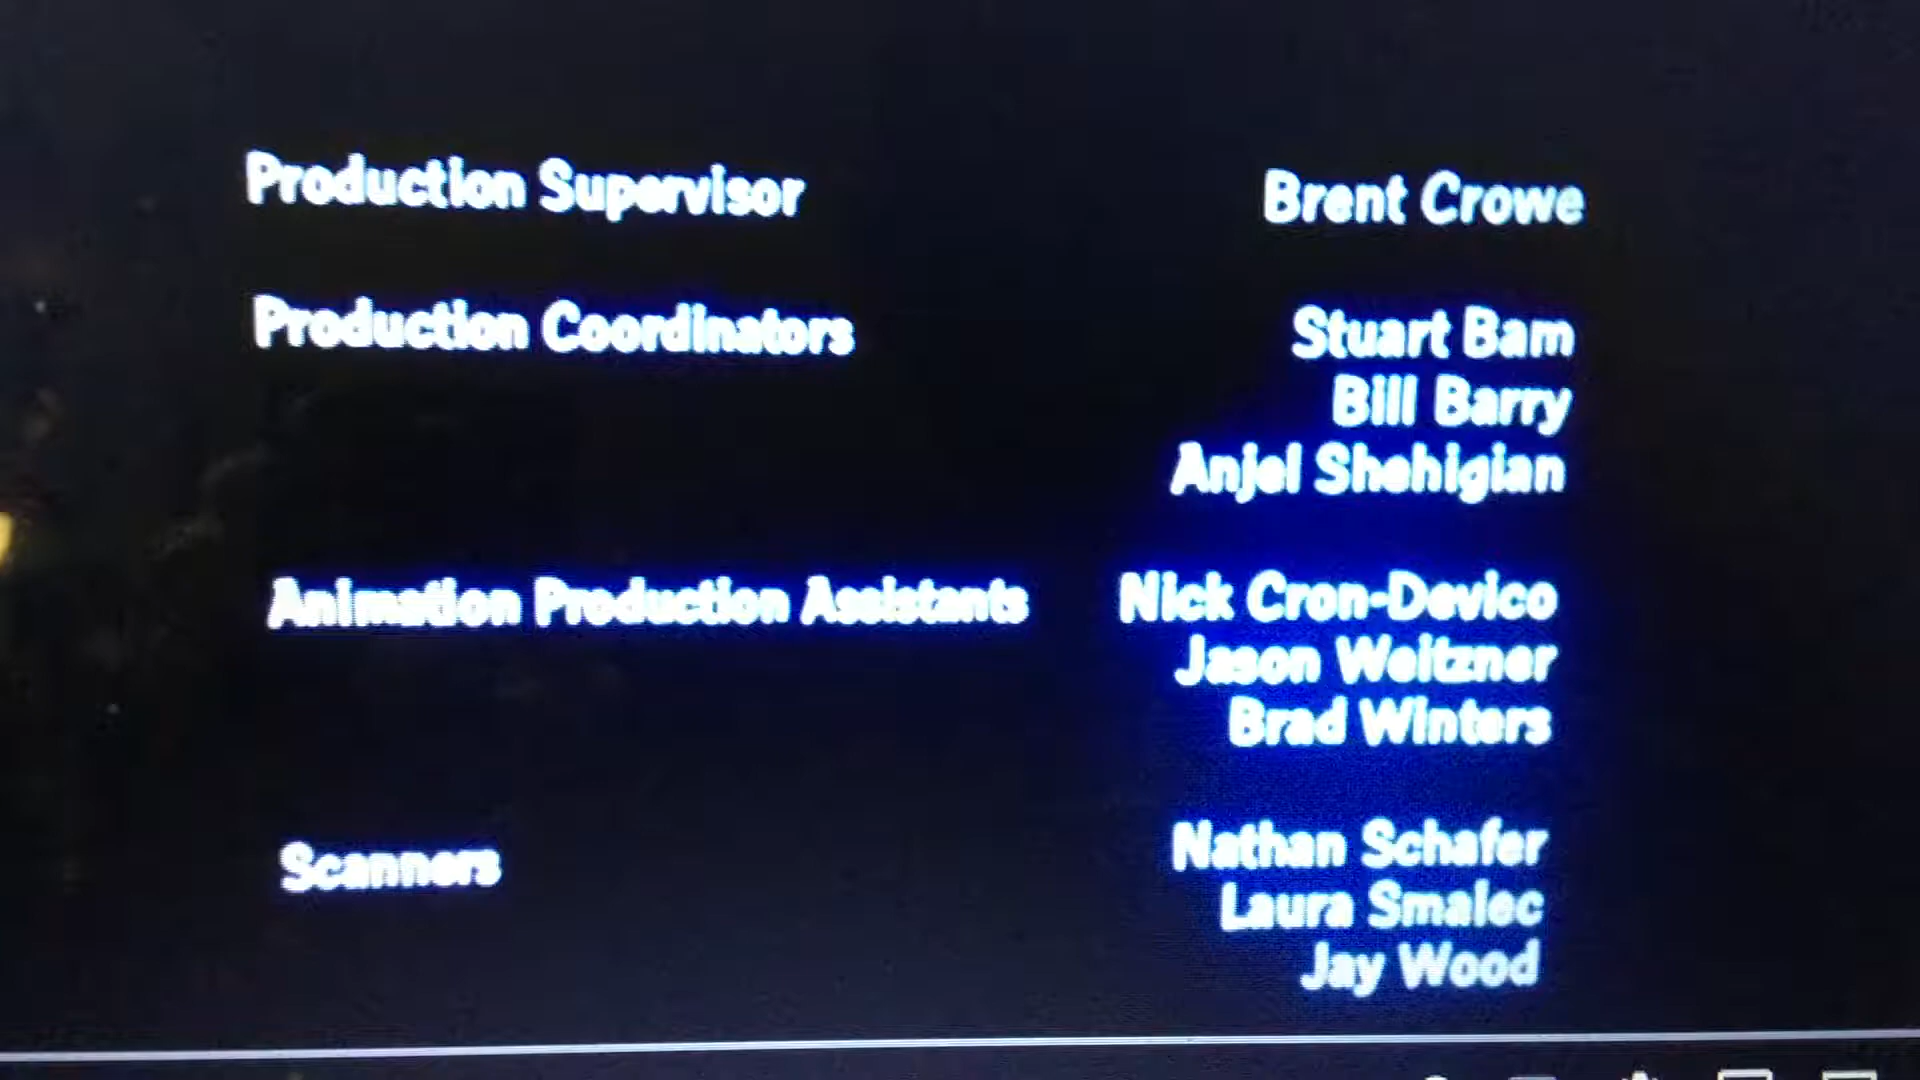 Production Supervisor Brent Crowe
Production Coordinators Stuart Bam
Bill Barry
Anjel Shehigian
Animation Production Assistants Nick Cron-Devico
Jason Weitzner
Brad Winters
Scanners Nathan Schafer
Laura Smalec
Jay Wood